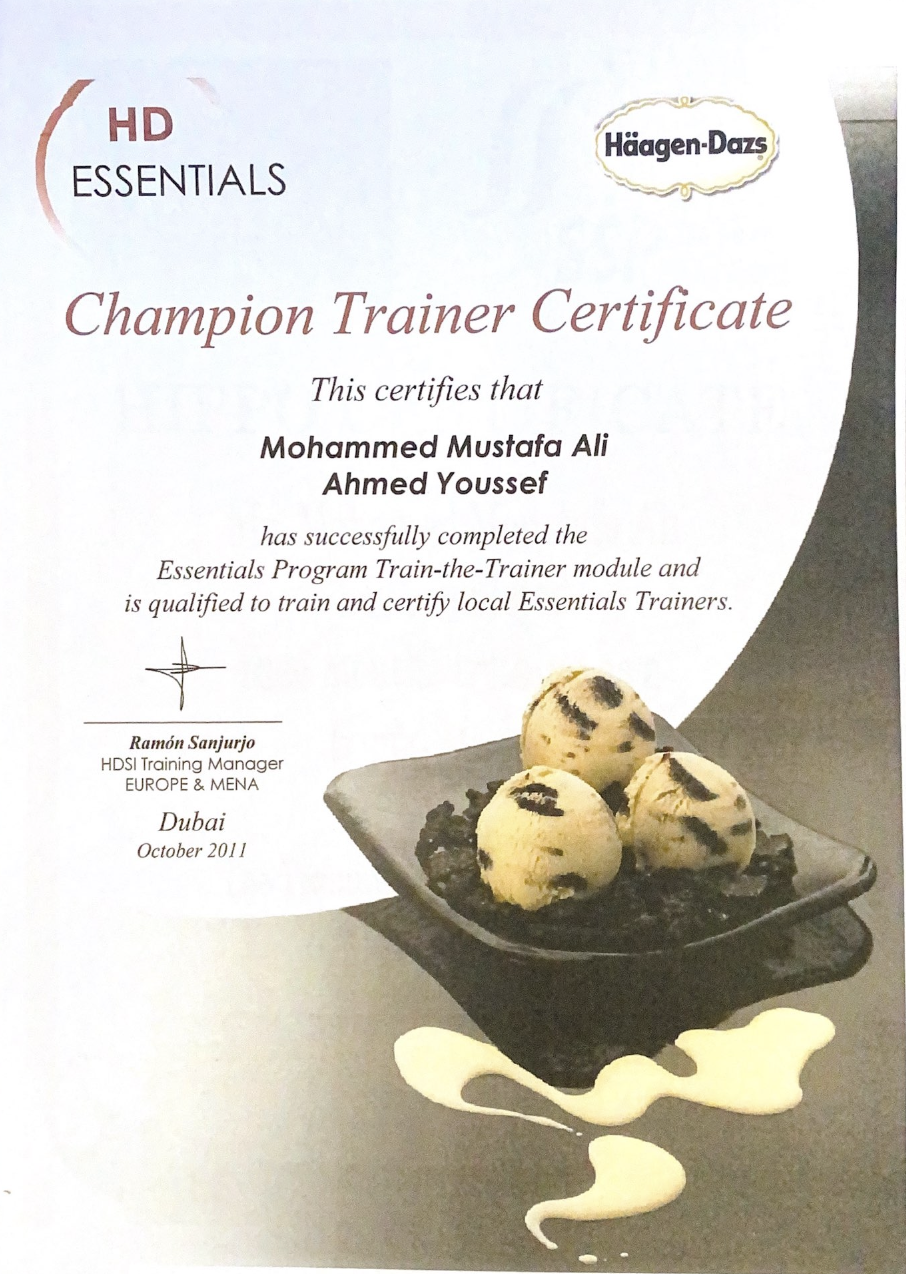 HD
ESSENTIALS
Häagen-Dazs
Champion Trainer Certificate
This certifies that
Mohammed Mustafa Ali
Ahmed Youssef
has successfully completed the
Essentials Program Train-the-Trainer module and
is qualified to train and certify local Essentials Trainers.
Ramón Sanjurjo
HDSI Training Manager
EUROPE & MENA
Dubai
October 2011